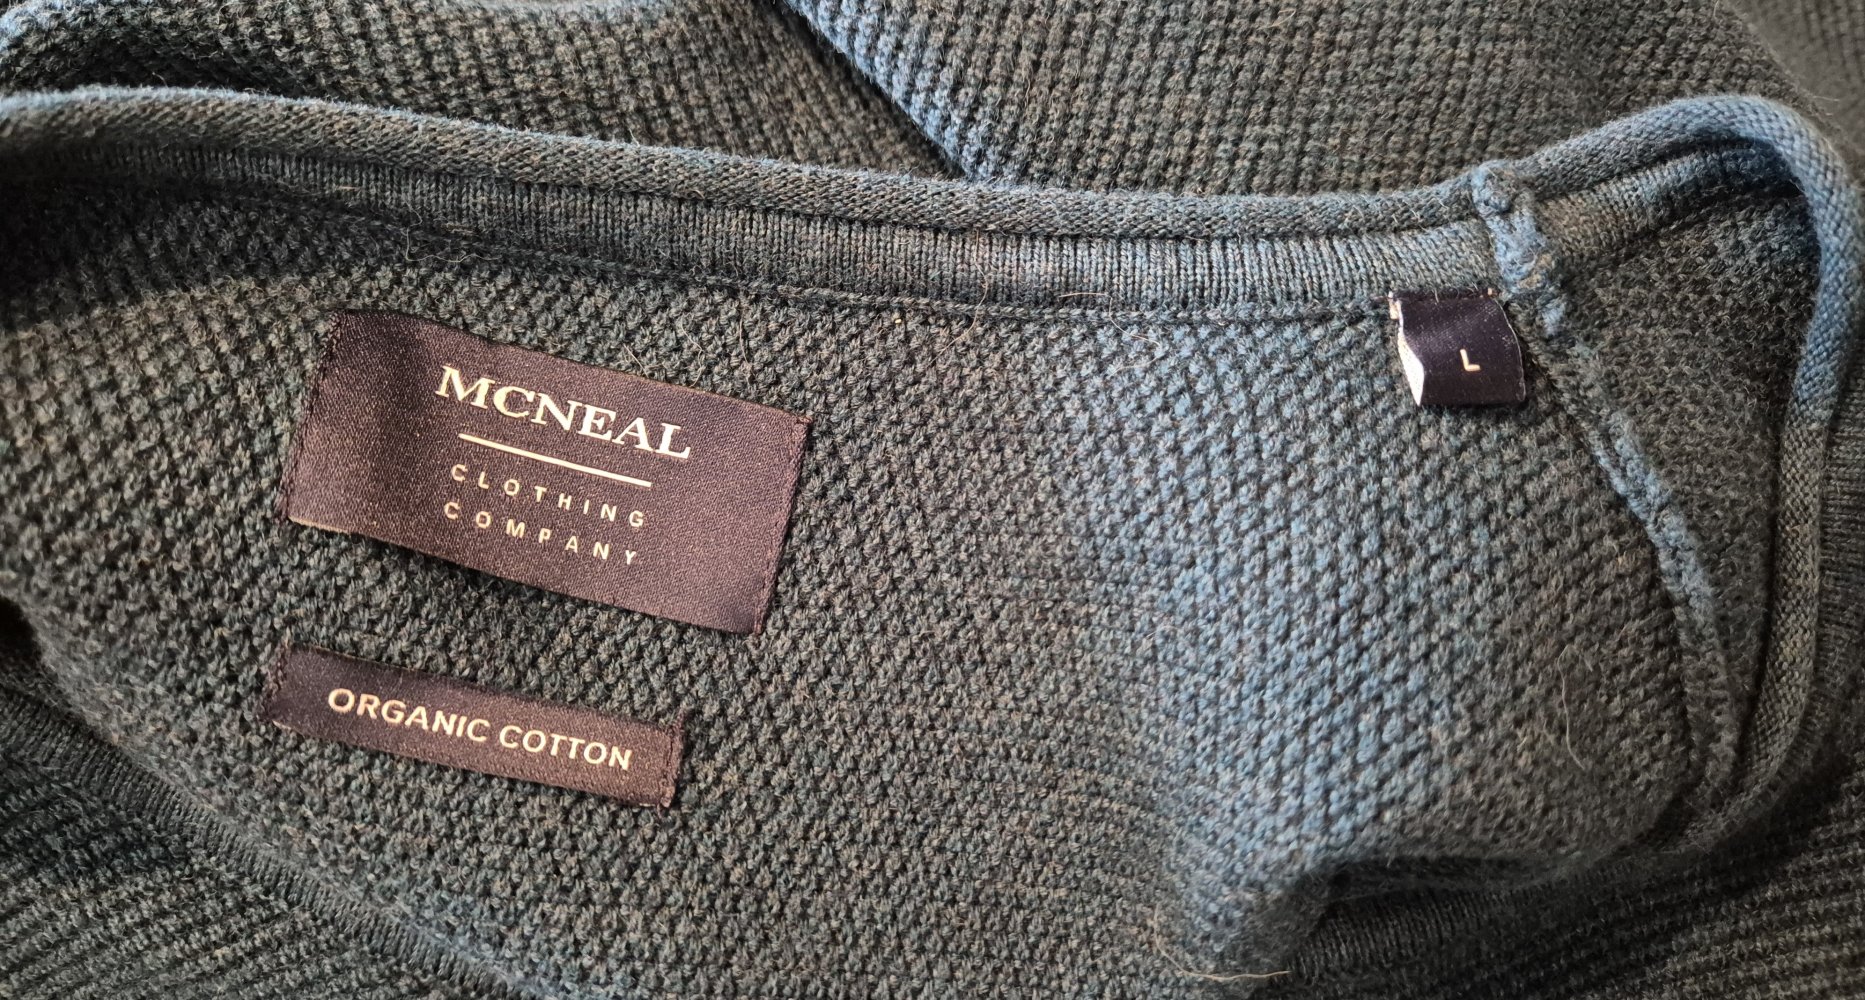 MCNEAL
CLOTHING
COMPANY
L
ORGANIC COTTON